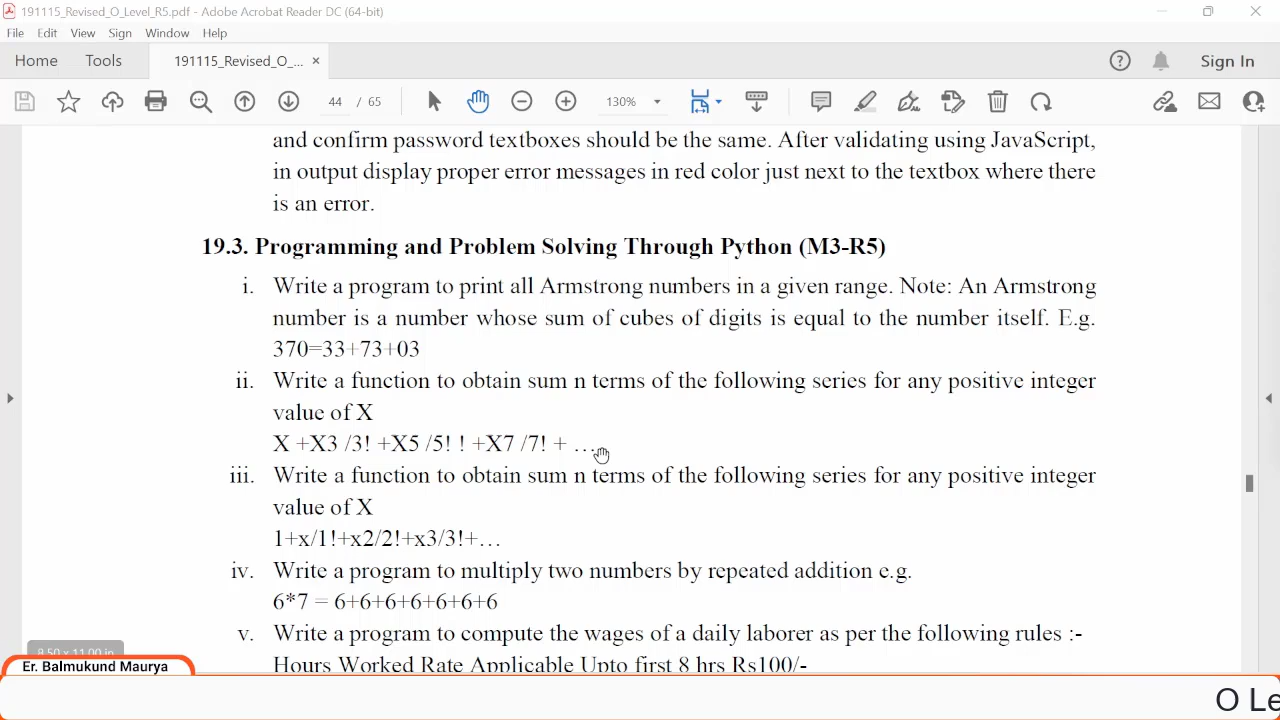 191115_Revised_O_Level_R5.pdf - Adobe Acrobat Reader DC (64-bit)
File Edit View Sign Window Help
Home Tools 191115_Revised_O_... × Sign In
44 / 65 130%
and confirm password textboxes should be the same. After validating using JavaScript,
in output display proper error messages in red color just next to the textbox where there
is an error.
19.3. Programming and Problem Solving Through Python (M3-R5)
i. Write a program to print all Armstrong numbers in a given range. Note: An Armstrong
number is a number whose sum of cubes of digits is equal to the number itself. E.g.
370=33+73+03
ii. Write a function to obtain sum n terms of the following series for any positive integer
value of X
X +X3 /3! +X5 /5! ! +X7 /7! + …
iii. Write a function to obtain sum n terms of the following series for any positive integer
value of X
1+x/1!+x2/2!+x3/3!+…
iv. Write a program to multiply two numbers by repeated addition e.g.
6*7 = 6+6+6+6+6+6+6
v. Write a program to compute the wages of a daily laborer as per the following rules :-
Hours Worked Rate Applicable Upto first 8 hrs Rs100/-
8.50 x 11.00 in
Er. Balmukund Maurya
O Le